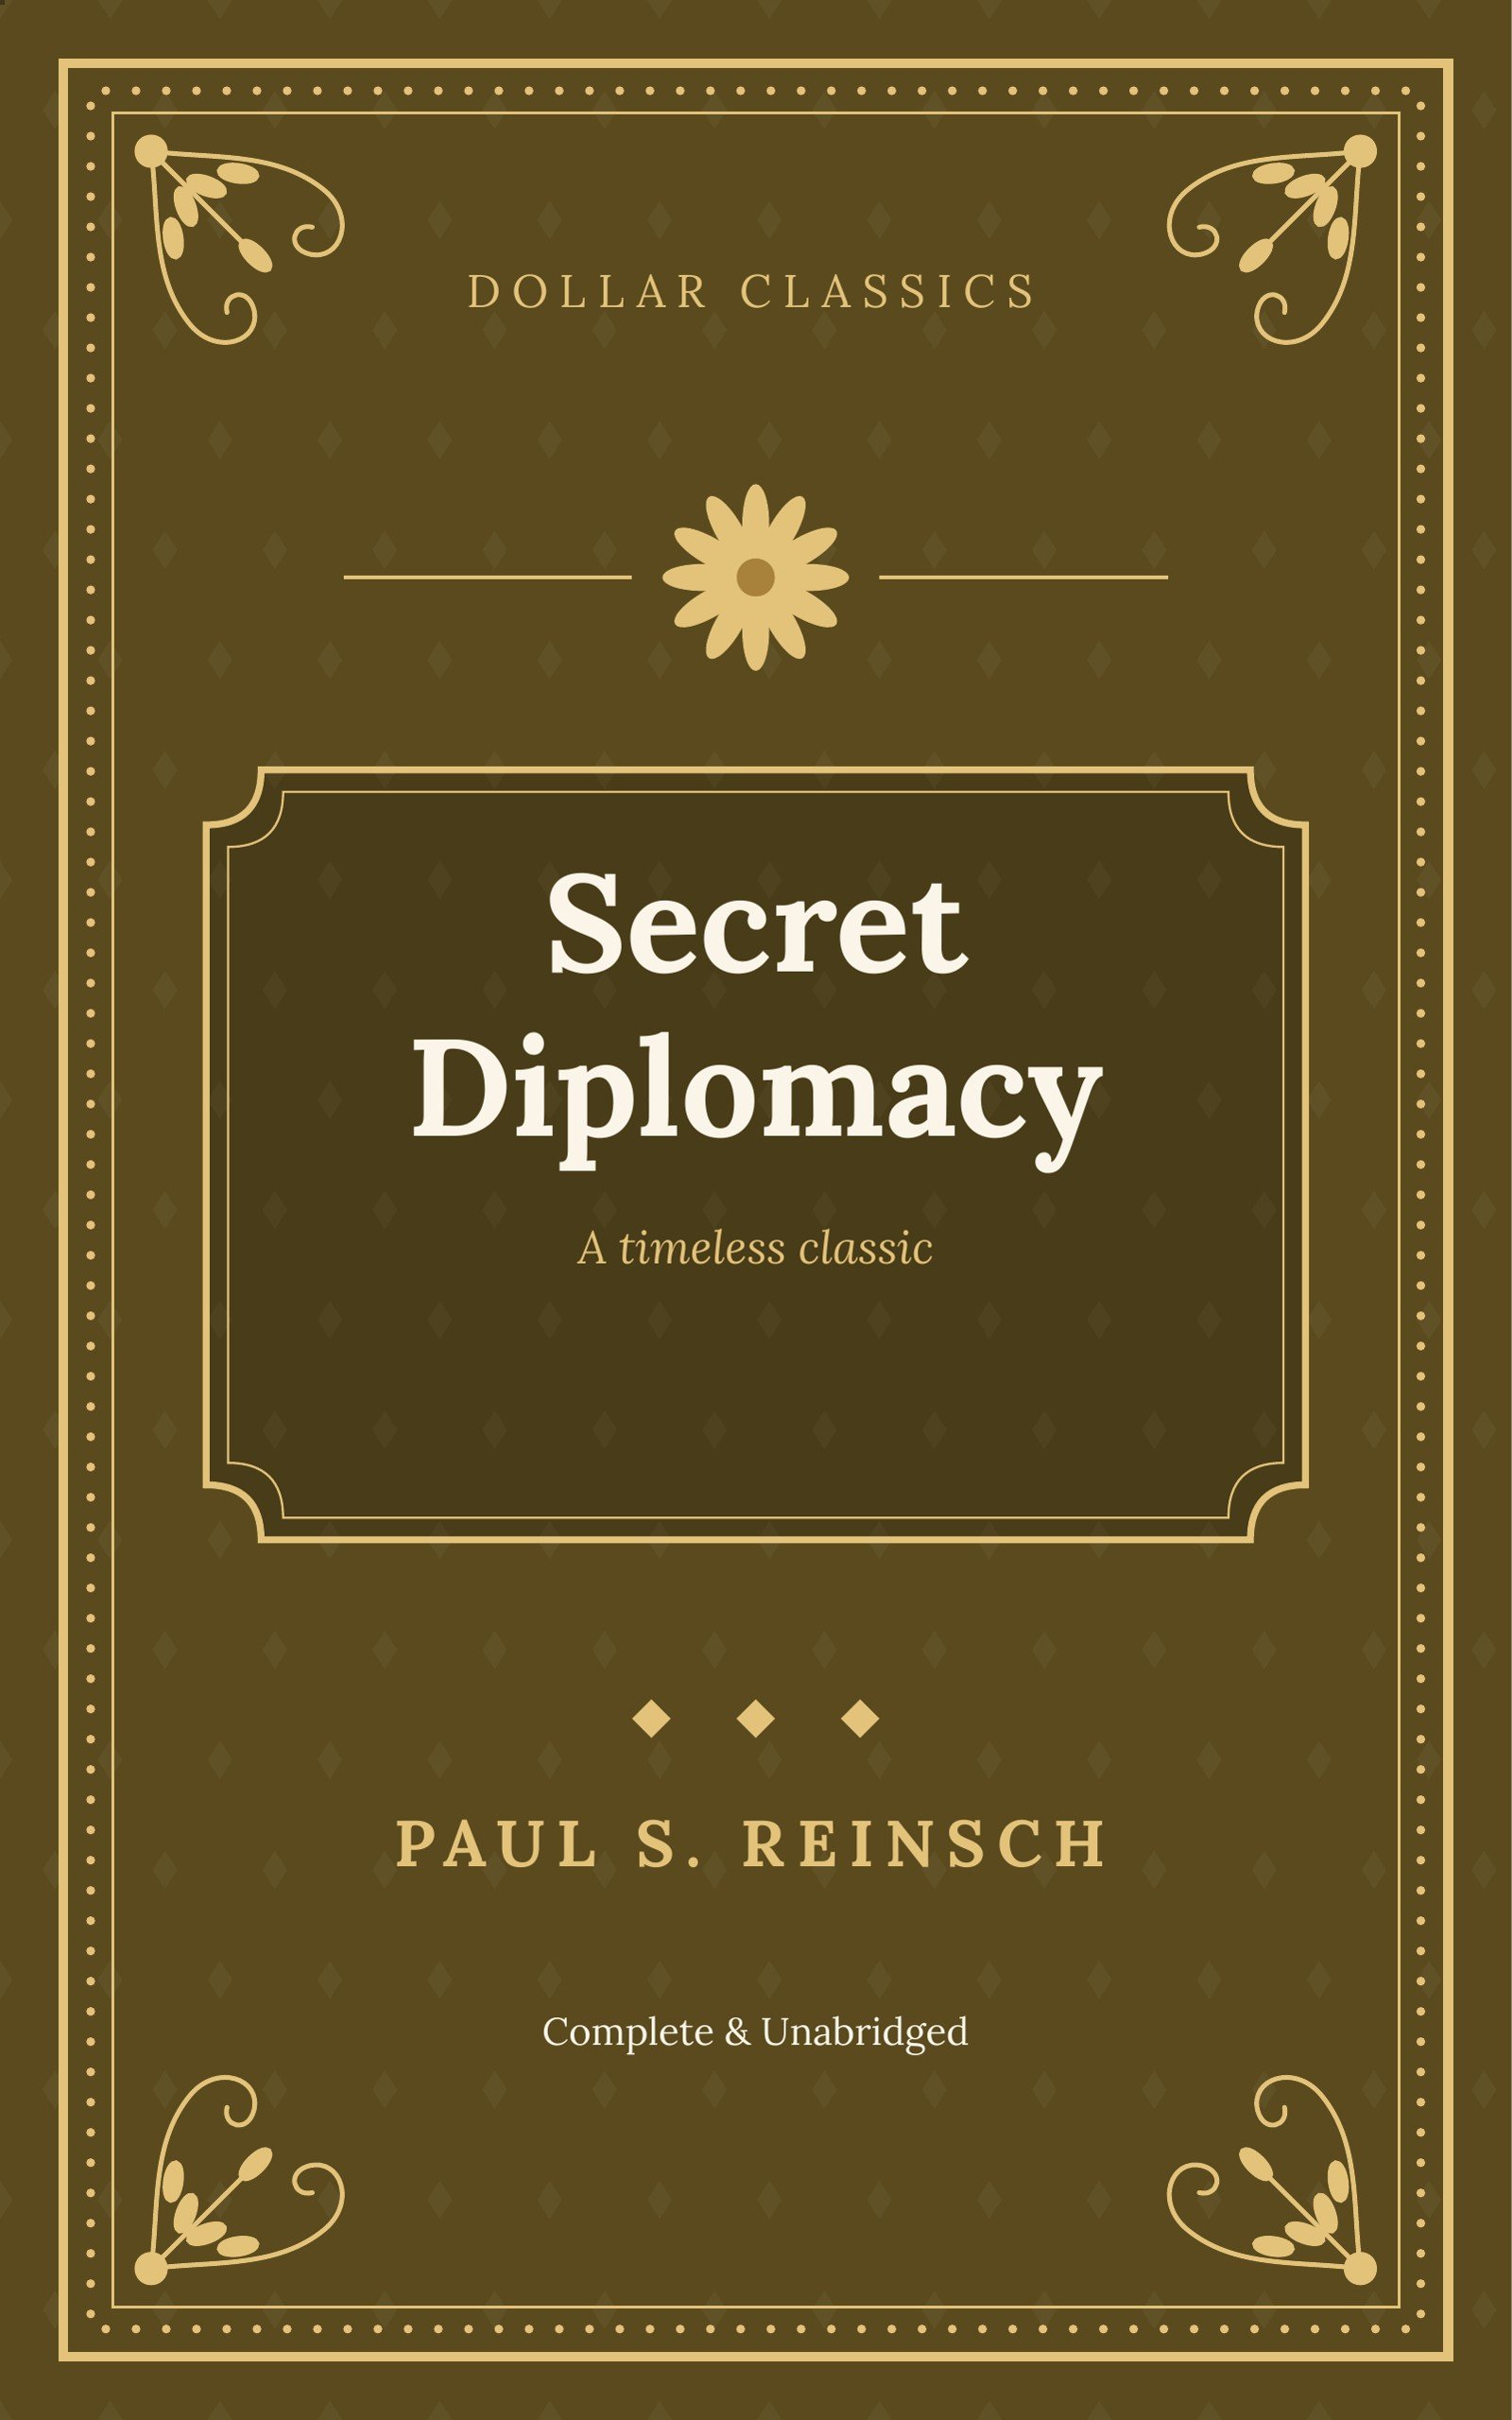 DOLLAR CLASSICS
Secret
Diplomacy
A timeless classic
PAUL S. REINSCH
Complete & Unabridged